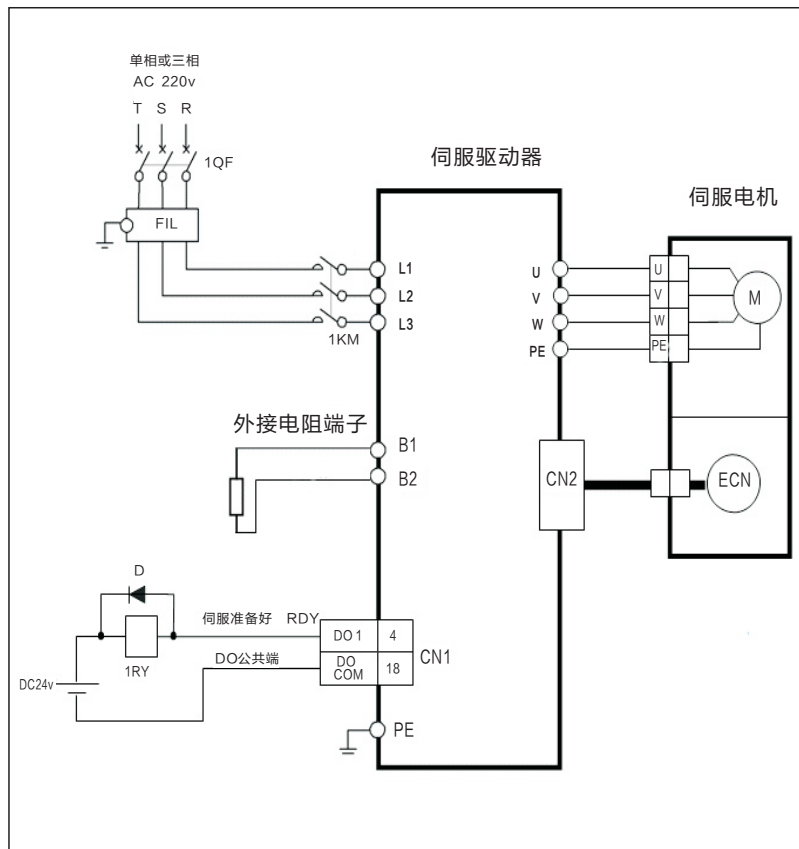 单相或三相
AC 220v
T S R
1QF
FIL
伺服驱动器
伺服电机
L1
L2
L3
1KM
U
V
W
PE
U
V
W
PE
M
外接电阻端子
B1
B2
CN2
ECN
D
1RY
伺服准备好 RDY
DO 1 4
DO公共端
DO
COM 18
CN1
DC24v
PE